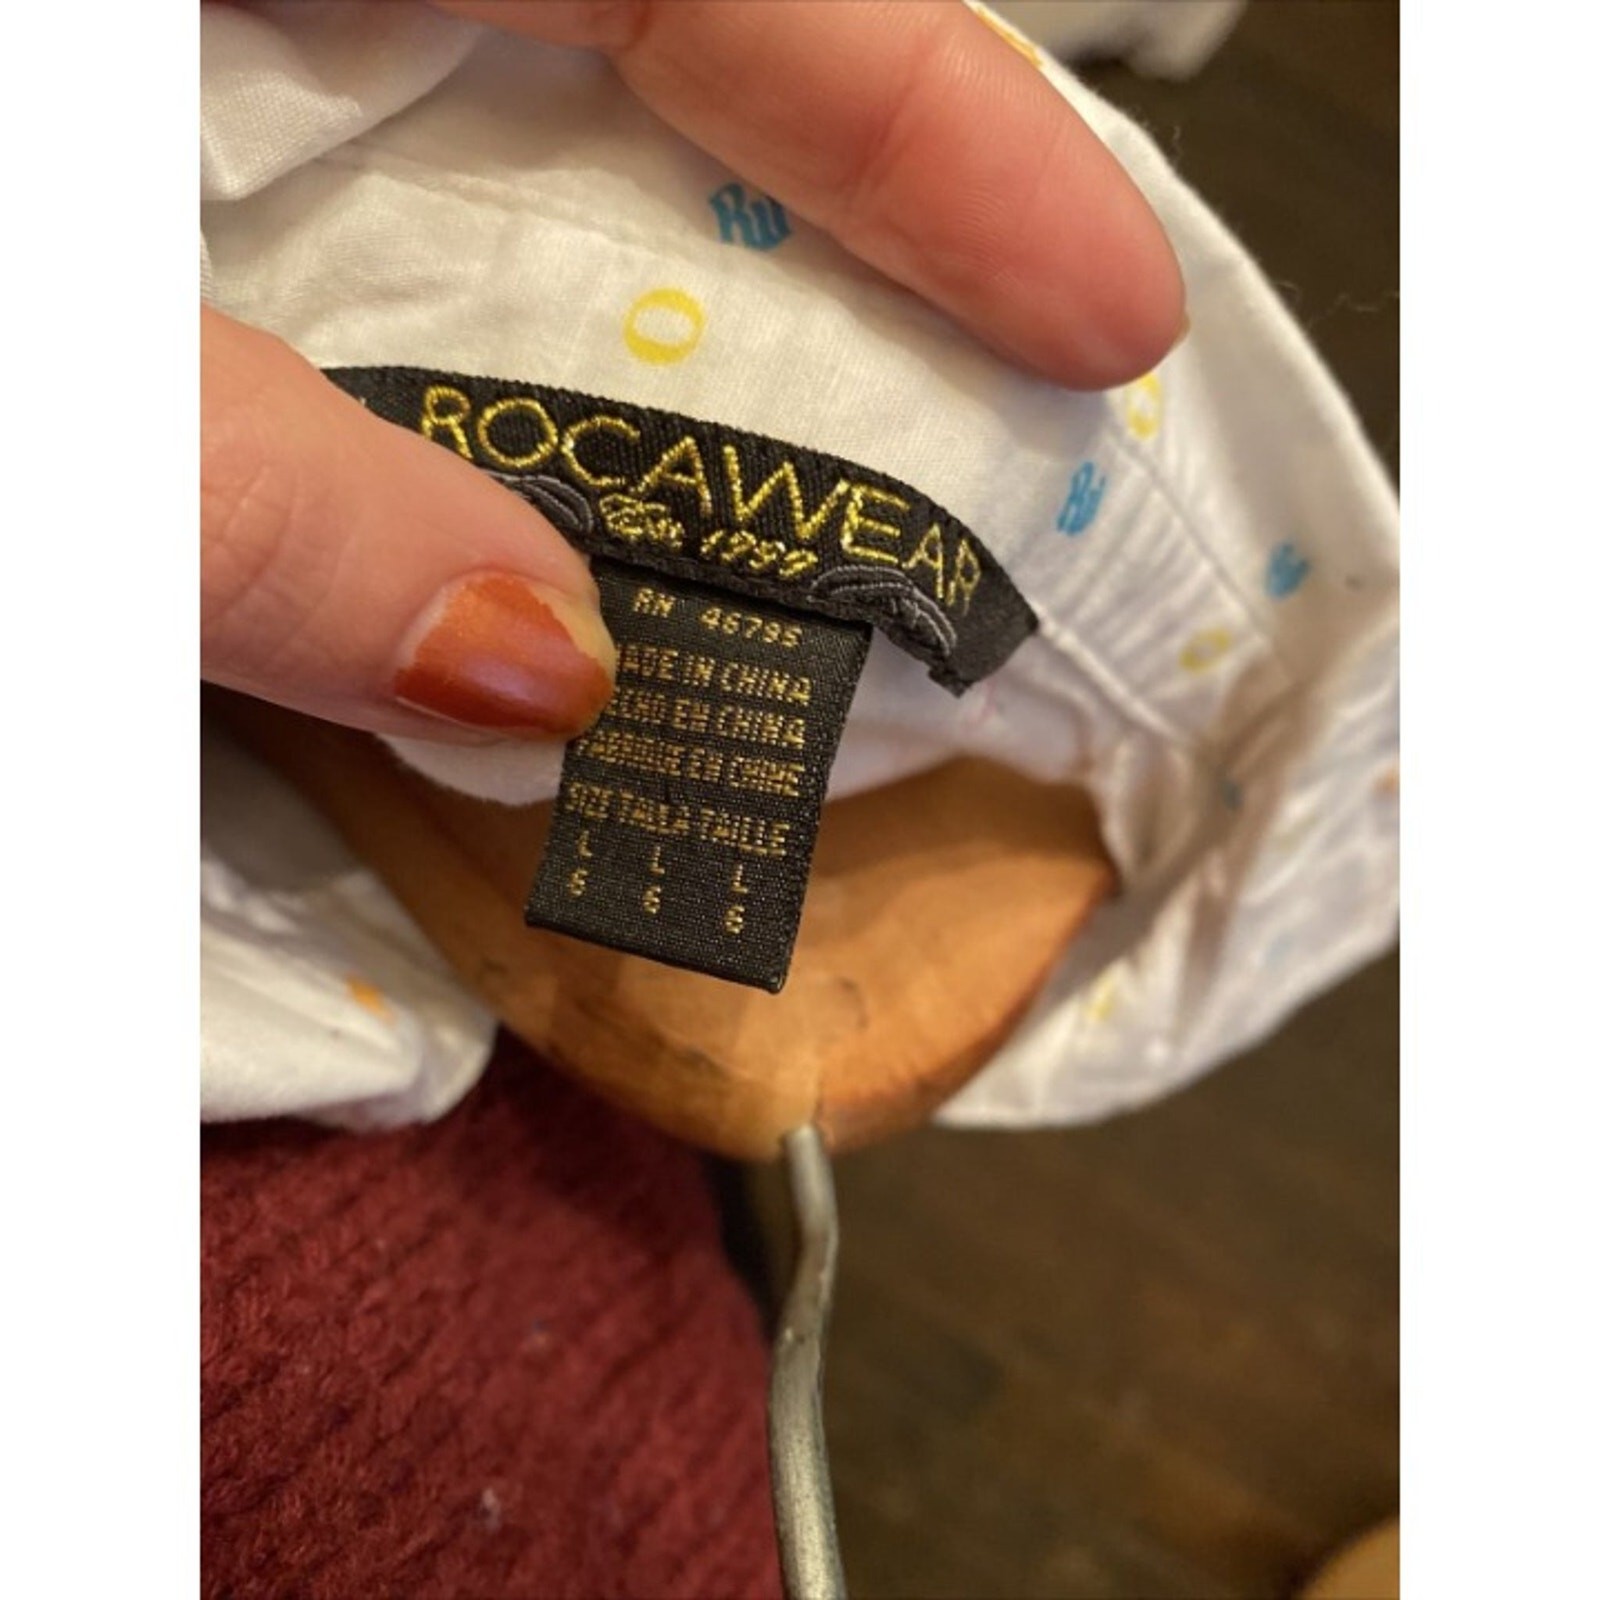 RW
ROCAWEAR
Est. 1999
RN 46795
MADE IN CHINA
EN CHINA
FABRIQUE EN CHINE
SIZE TALLA TAILLE
L L L
6 6 6